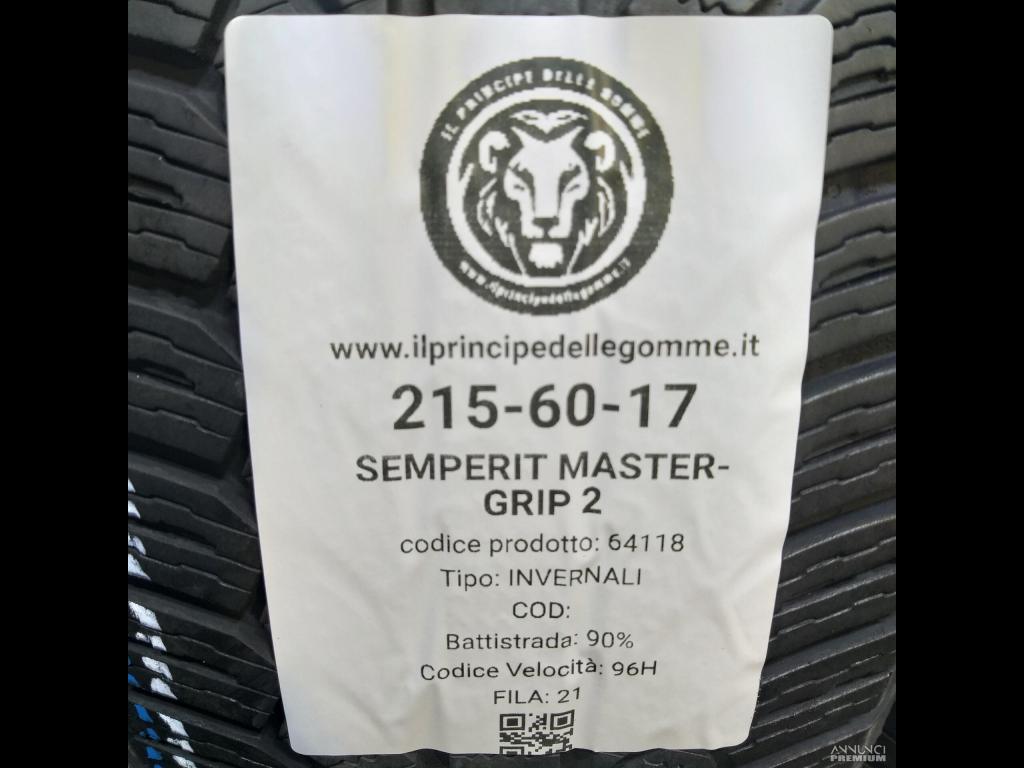 IL PRINCIPE DELLE GOMME
www.ilprincipedellegomme.it
www.ilprincipedellegomme.it
215-60-17
SEMPERIT MASTER-
GRIP 2
codice prodotto: 64118
Tipo: INVERNALI
COD:
Battistrada: 90%
Codice Velocità: 96H
FILA: 21
ANNUNCI
PREMIUM